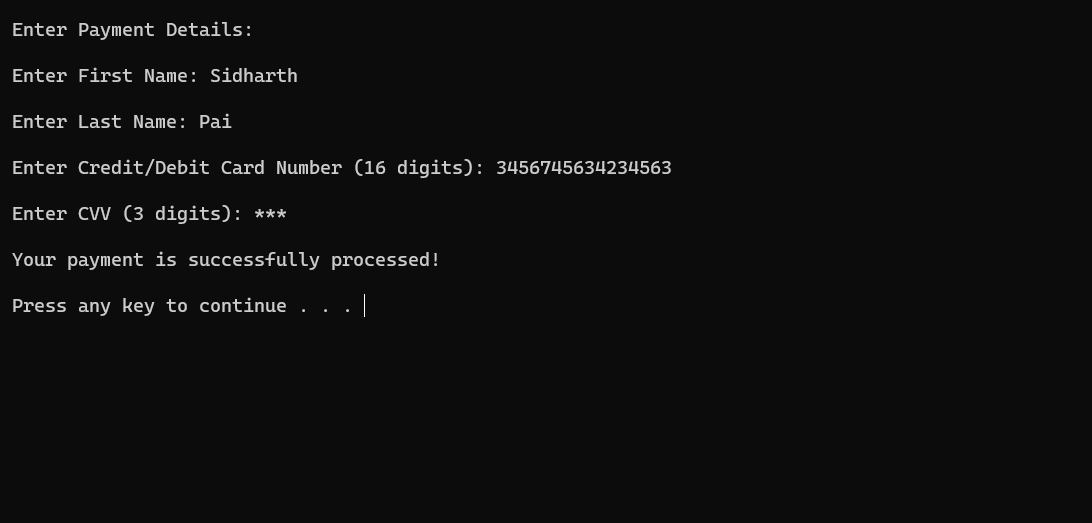 Enter Payment Details:
Enter First Name: Sidharth
Enter Last Name: Pai
Enter Credit/Debit Card Number (16 digits): 3456745634234563
Enter CVV (3 digits): ***
Your payment is successfully processed!
Press any key to continue . . .